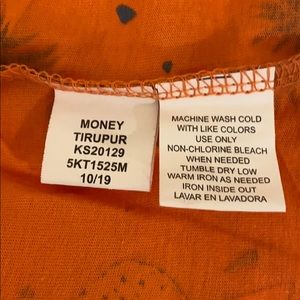 MONEY
TIRUPUR
KS20129
5KT1525M
10/19
MACHINE WASH COLD
WITH LIKE COLORS
USE ONLY
NON-CHLORINE BLEACH
WHEN NEEDED
TUMBLE DRY LOW
WARM IRON AS NEEDED
IRON INSIDE OUT
LAVAR EN LAVADORA